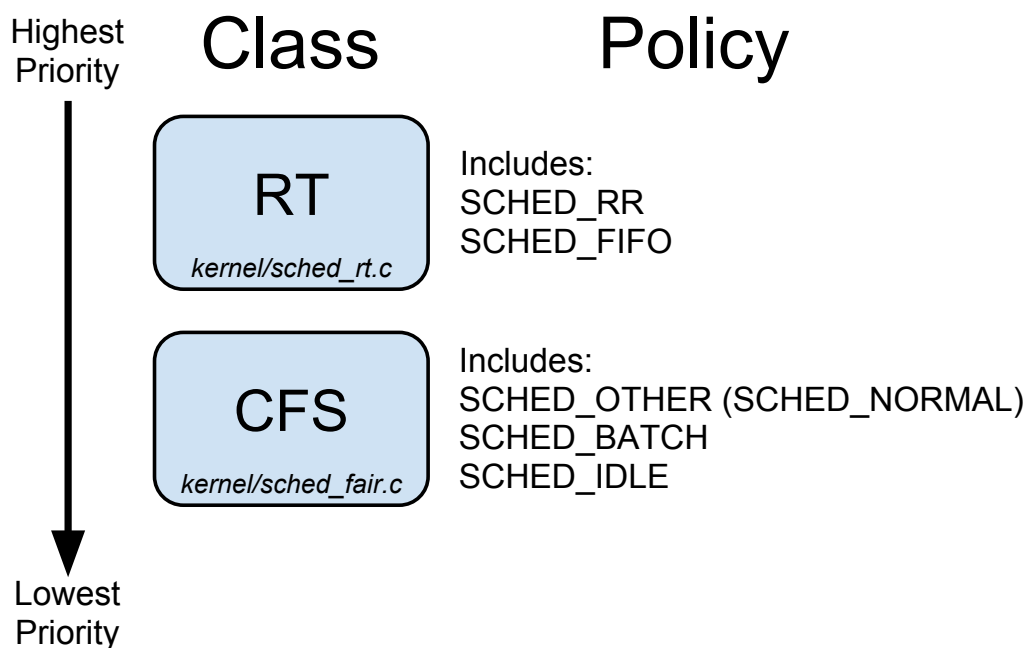 Highest
Priority
Class
Policy
RT
kernel/sched_rt.c
Includes:
SCHED_RR
SCHED_FIFO
CFS
kernel/sched_fair.c
Includes:
SCHED_OTHER (SCHED_NORMAL)
SCHED_BATCH
SCHED_IDLE
Lowest
Priority